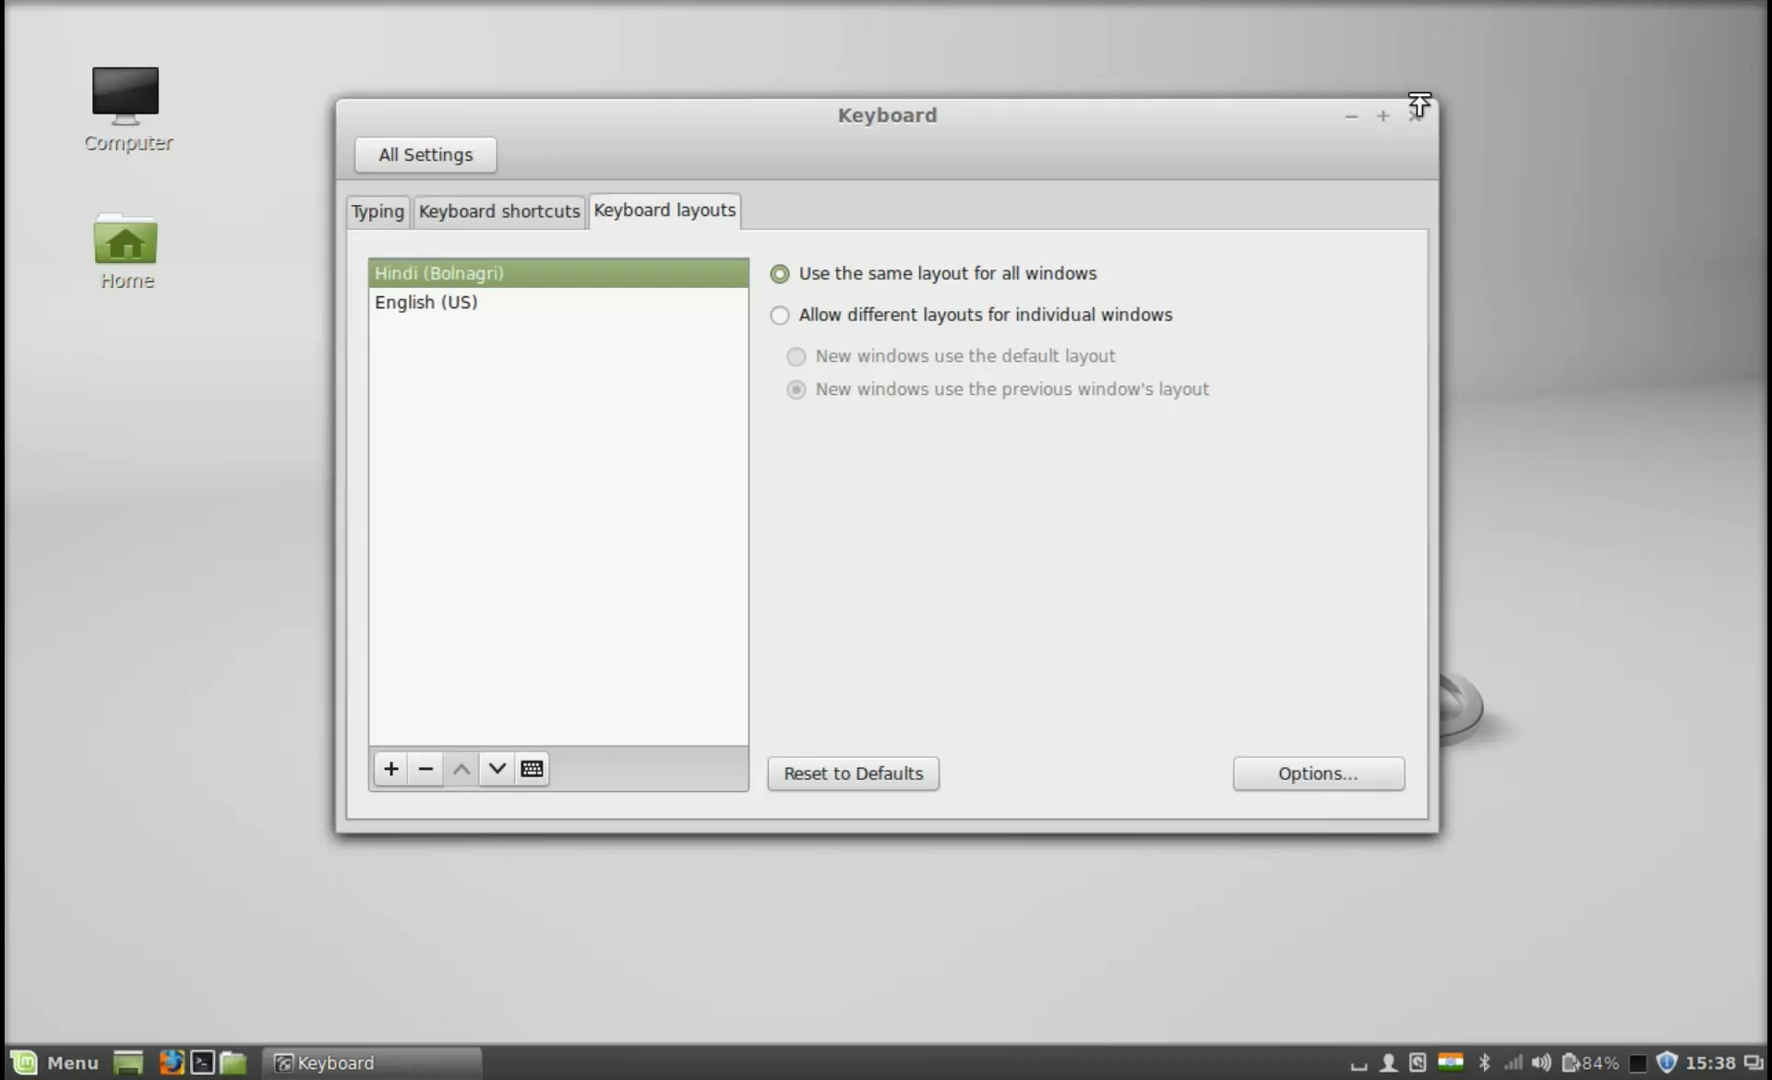 Computer
Home
Keyboard
All Settings
Typing
Keyboard shortcuts
Keyboard layouts
Hindi (Bolnagri)
English (US)
Use the same layout for all windows
Allow different layouts for individual windows
New windows use the default layout
New windows use the previous window's layout
Reset to Defaults
Options...
Menu
Keyboard
84%
15:38